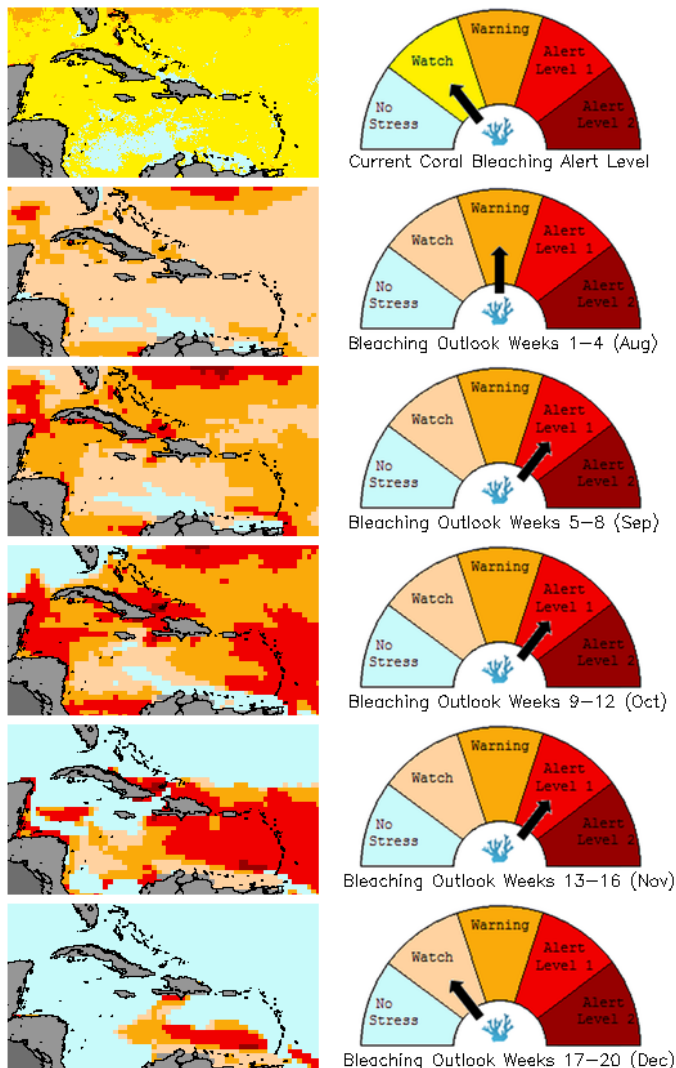 Warning
Watch
Alert
Level 1
No
Stress
Alert
Level 2
Current Coral Bleaching Alert Level
Warning
Watch
Alert
Level 1
No
Stress
Alert
Level 2
Bleaching Outlook Weeks 1-4 (Aug)
Warning
Watch
Alert
Level 1
No
Stress
Alert
Level 2
Bleaching Outlook Weeks 5-8 (Sep)
Warning
Watch
Alert
Level 1
No
Stress
Alert
Level 2
Bleaching Outlook Weeks 9-12 (Oct)
Warning
Watch
Alert
Level 1
No
Stress
Alert
Level 2
Bleaching Outlook Weeks 13-16 (Nov)
Warning
Watch
Alert
Level 1
No
Stress
Alert
Level 2
Bleaching Outlook Weeks 17-20 (Dec)